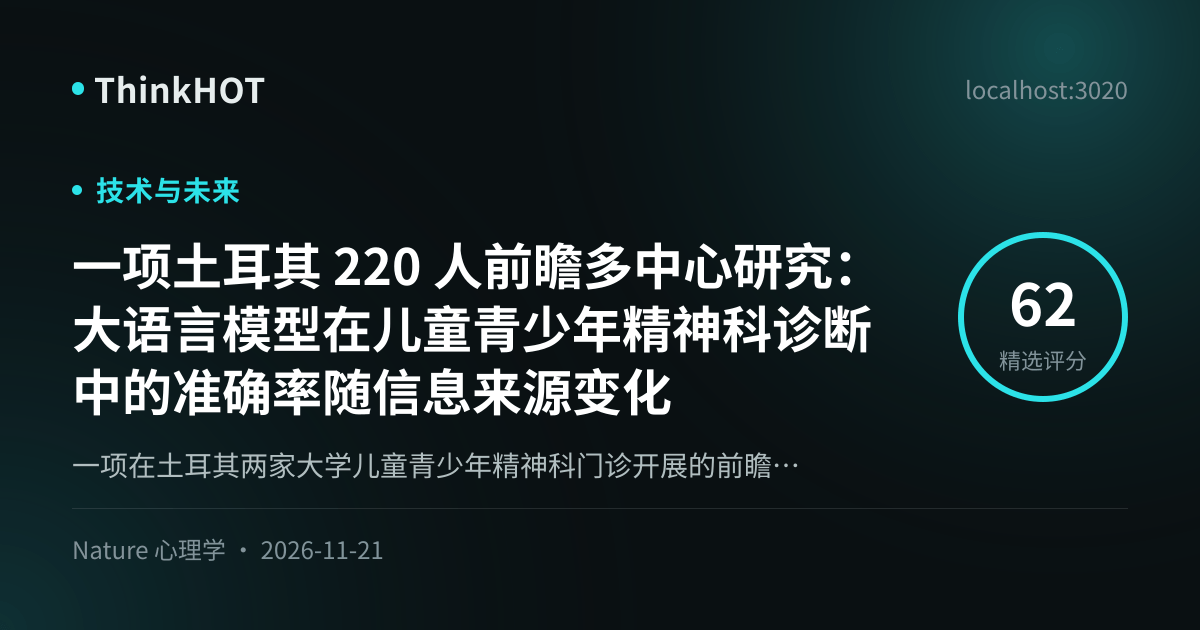 ThinkHOT
localhost:3020
技术与未来
一项土耳其 220 人前瞻多中心研究：
大语言模型在儿童青少年精神科诊断
中的准确率随信息来源变化
62
精选评分
一项在土耳其两家大学儿童青少年精神科门诊开展的前瞻…
Nature 心理学 · 2026-11-21